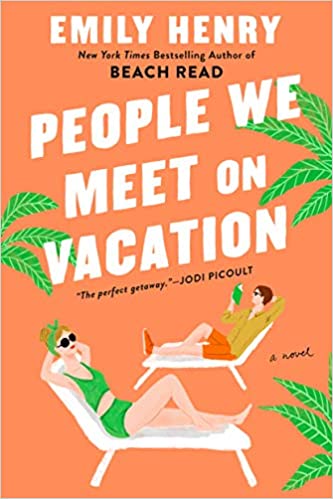 EMILY HENRY
New York Times Bestselling Author of
BEACH READ
PEOPLE WE
MEET ON
VACATION
"The perfect getaway."—JODI PICOULT
a novel